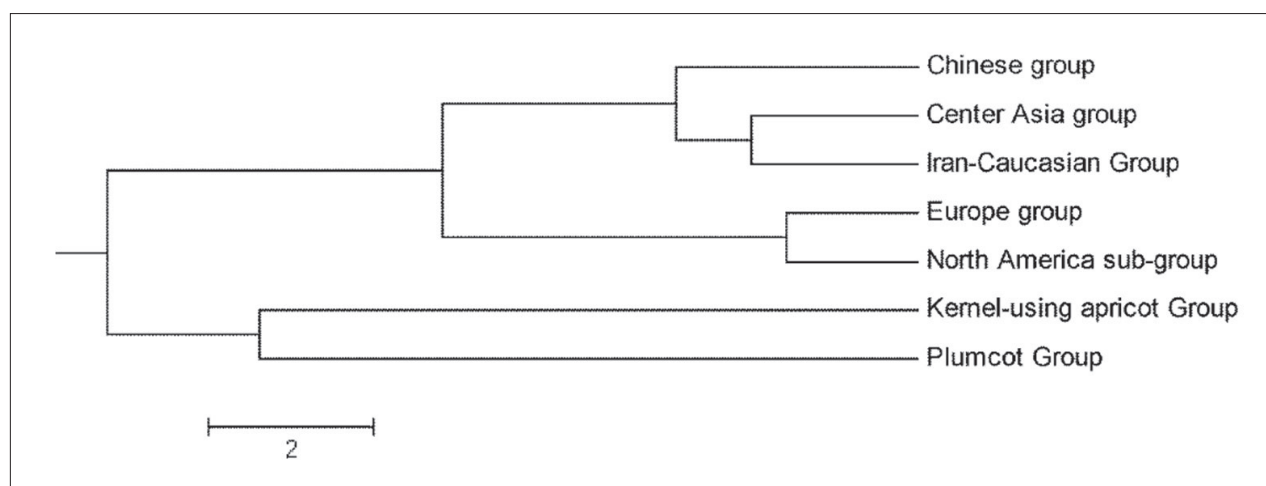 Chinese group
Center Asia group
Iran-Caucasian Group
Europe group
North America sub-group
Kernel-using apricot Group
Plumcot Group
2